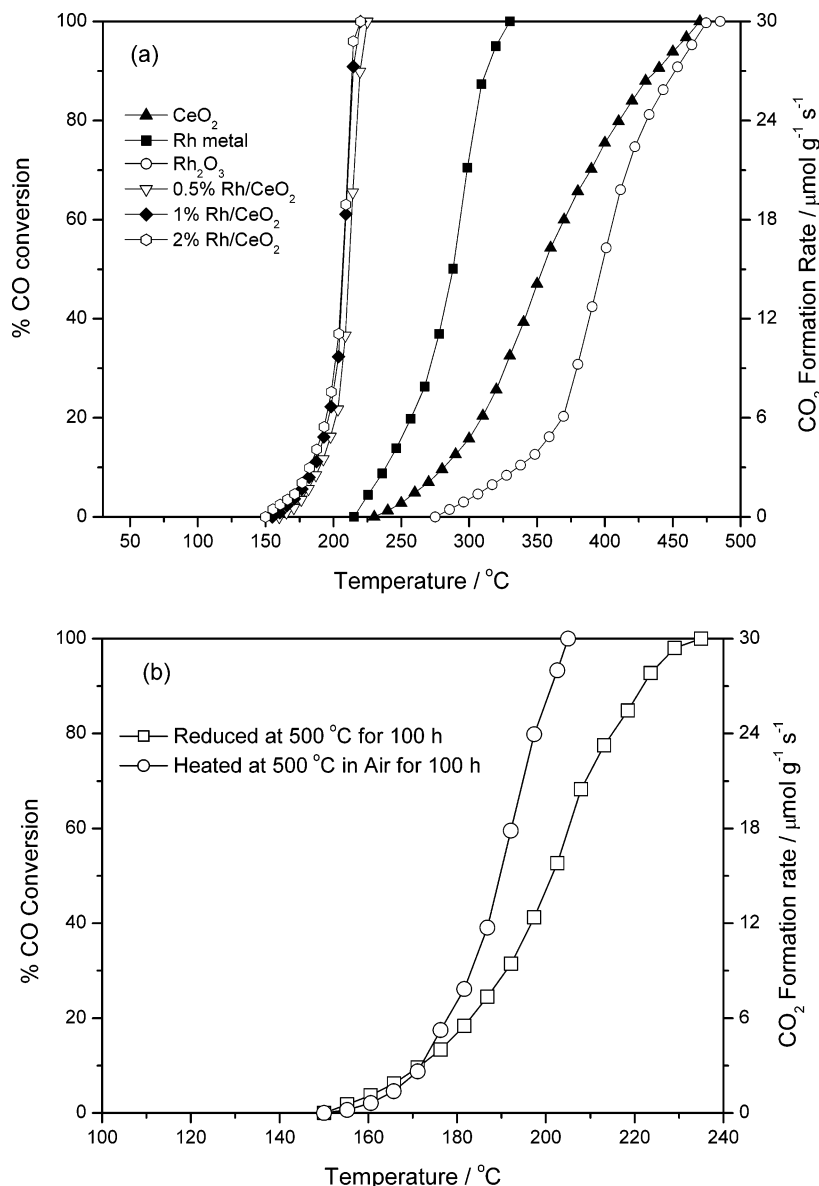 (a)
CeO₂
Rh metal
Rh₂O₃
0.5% Rh/CeO₂
1% Rh/CeO₂
2% Rh/CeO₂
% CO conversion
100
80
60
40
20
0
30
24
18
12
6
0
CO₂ Formation Rate / μmol g⁻¹ s⁻¹
50 100 150 200 250 300 350 400 450 500
Temperature / °C
(b)
Reduced at 500 °C for 100 h
Heated at 500 °C in Air for 100 h
% CO Conversion
100
80
60
40
20
0
30
24
18
12
6
0
CO₂ Formation rate / μmol g⁻¹ s⁻¹
100 120 140 160 180 200 220 240
Temperature / °C